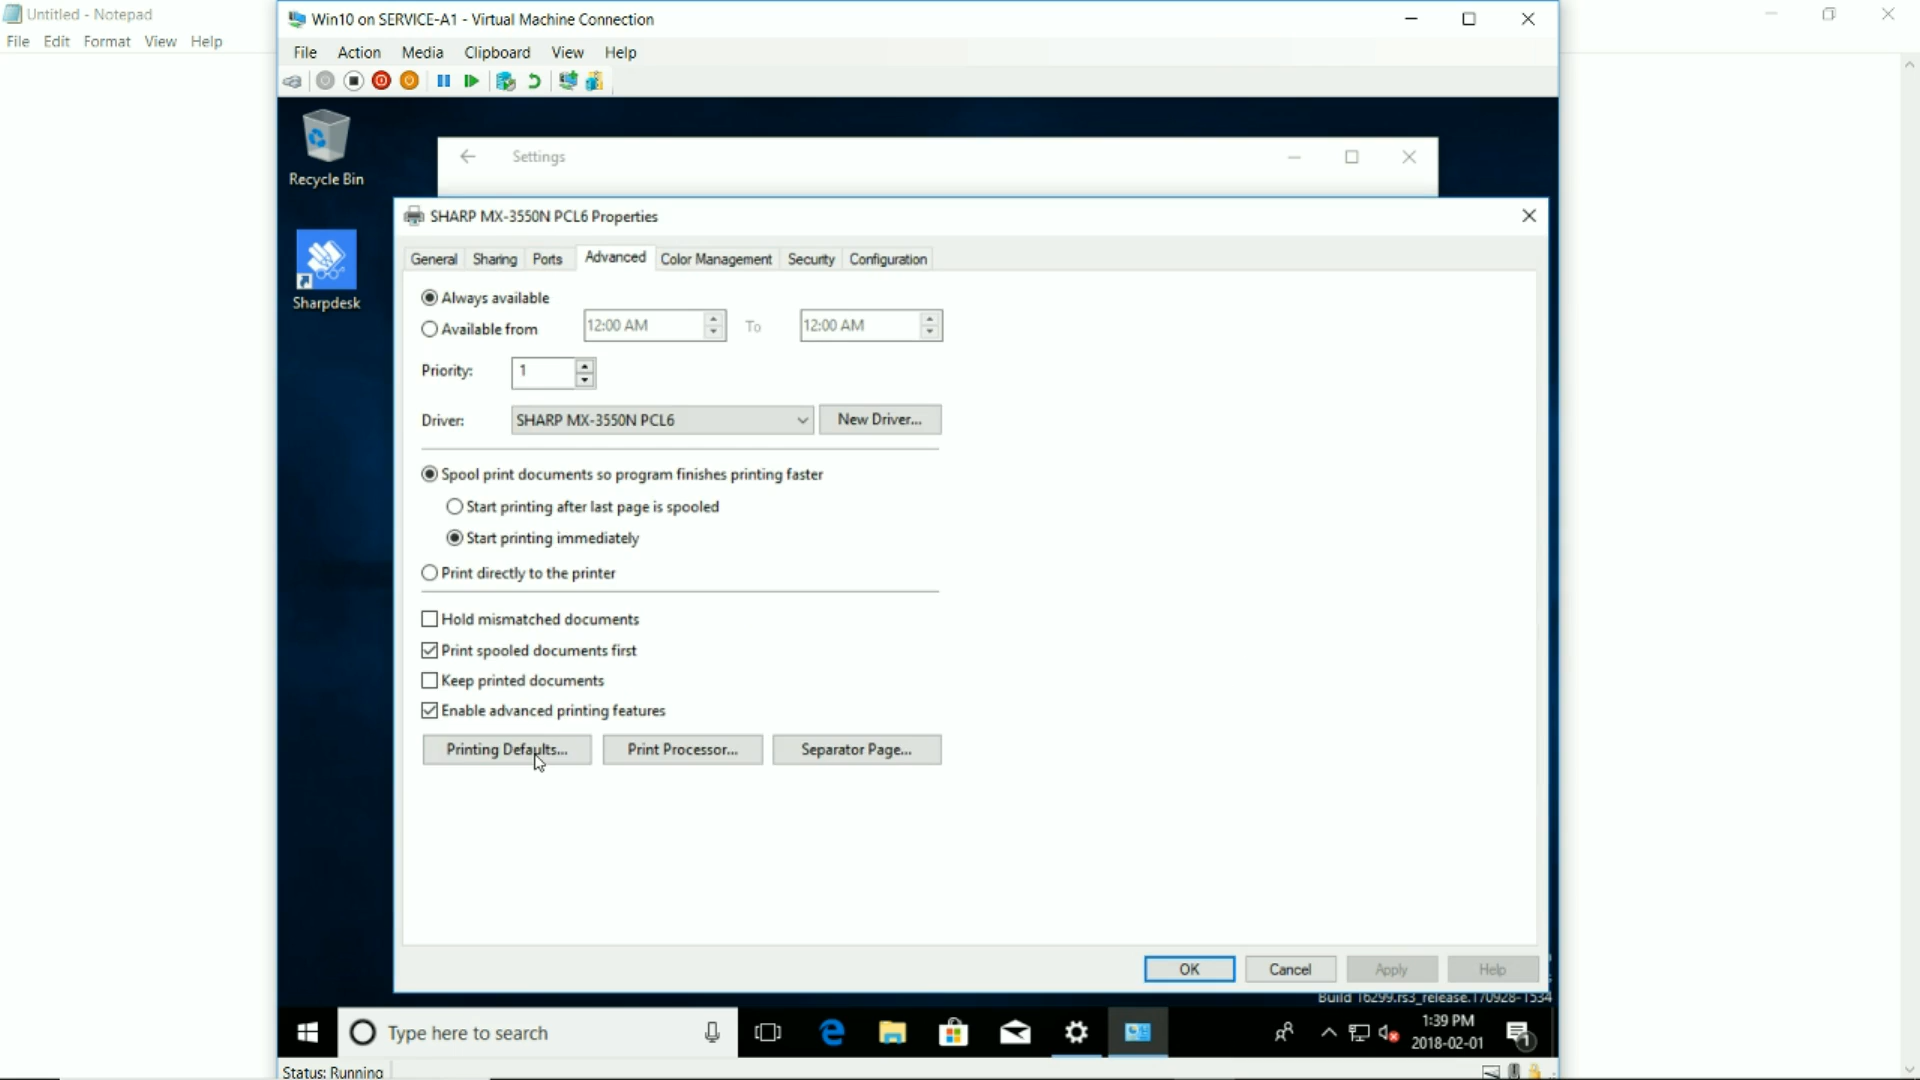 Untitled - Notepad
File Edit Format View Help
Win10 on SERVICE-A1 - Virtual Machine Connection
File Action Media Clipboard View Help
Recycle Bin
Sharpdesk
Settings
SHARP MX-3550N PCL6 Properties
General Sharing Ports Advanced Color Management Security Configuration
Always available
Available from 12:00 AM To 12:00 AM
Priority: 1
Driver: SHARP MX-3550N PCL6 New Driver...
Spool print documents so program finishes printing faster
Start printing after last page is spooled
Start printing immediately
Print directly to the printer
Hold mismatched documents
Print spooled documents first
Keep printed documents
Enable advanced printing features
Printing Defaults... Print Processor... Separator Page...
OK Cancel Apply Help
Build 16299.rs3_release.170928-1534
Type here to search
1:39 PM
2018-02-01
1
Status: Running